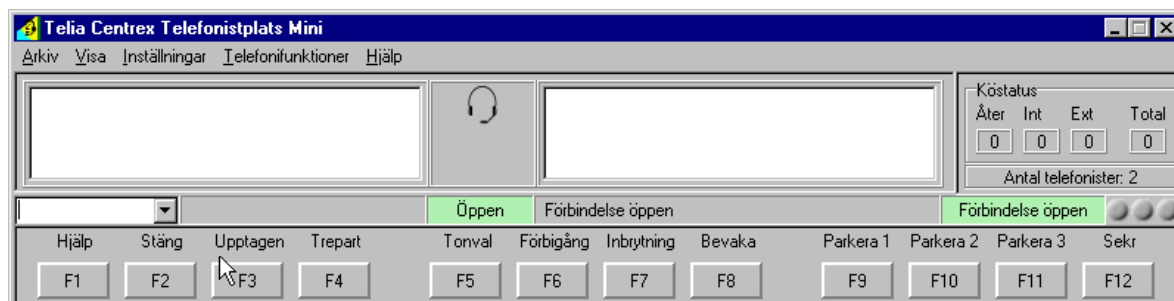 Telia Centrex Telefonistplats Mini
Arkiv Visa Inställningar Telefonifunktioner Hjälp
Köstatus
Åter Int Ext Total
0 0 0 0
Antal telefonister: 2
Öppen Förbindelse öppen Förbindelse öppen
Hjälp Stäng Upptagen Trepart Tonval Förbigång Inbrytning Bevaka Parkera 1 Parkera 2 Parkera 3 Sekr
F1 F2 F3 F4 F5 F6 F7 F8 F9 F10 F11 F12